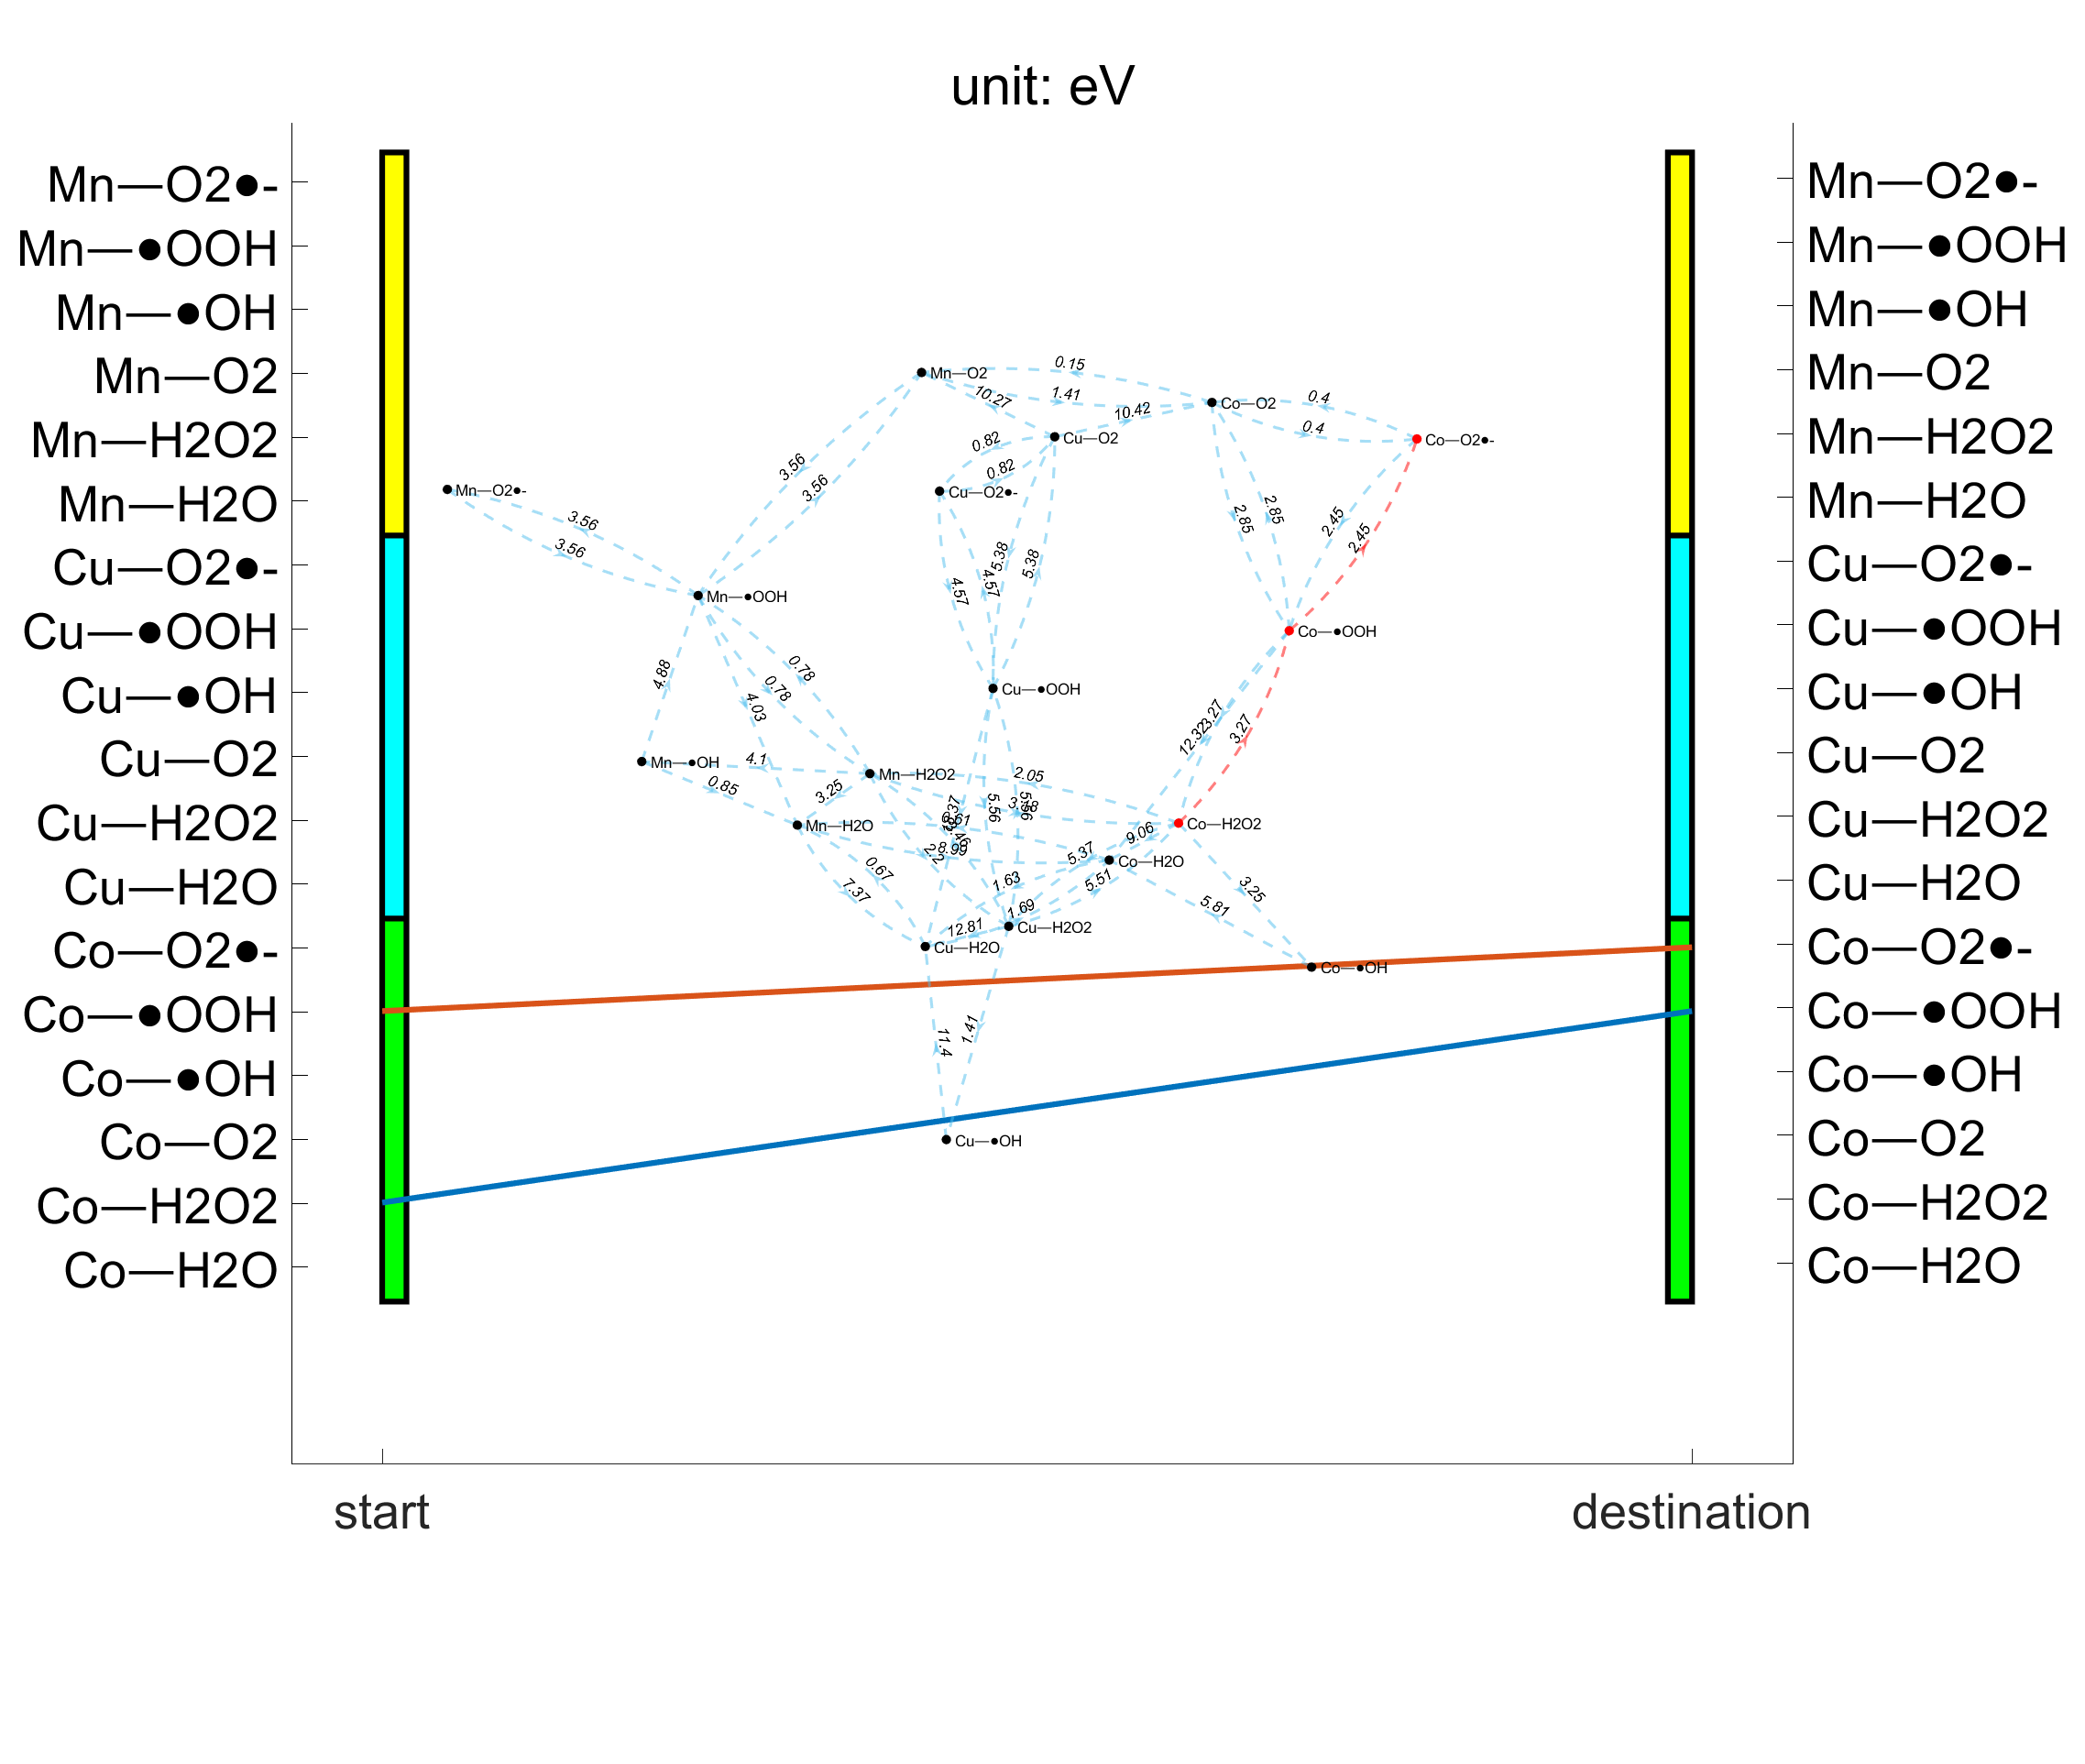 unit: eV
Mn—O2●-
Mn—●OOH
Mn—●OH
Mn—O2
Mn—H2O2
Mn—H2O
Cu—O2●-
Cu—●OOH
Cu—●OH
Cu—O2
Cu—H2O2
Cu—H2O
Co—O2●-
Co—●OOH
Co—●OH
Co—O2
Co—H2O2
Co—H2O
0.15
Mn—O2
10.27
1.41
10.42
Co—O2
0.4
0.4
Co—O2●-
0.82
Cu—O2
0.82
Cu—O2●-
3.56
3.56
Mn—O2●-
3.56
3.56
2.85
2.85
2.45
2.45
5.38
5.38
4.57
4.57
Mn—●OOH
Co—●OOH
4.88
0.78
0.78
4.03
Cu—●OOH
12.32
3.27
3.27
Mn—●OH
4.1
Mn—H2O2
2.05
0.85
3.25
5.56
Mn—H2O
Co—H2O2
9.06
8.99
2.2
5.37
Co—H2O
0.67
7.37
1.63
5.51
3.25
1.69
5.81
12.81
Cu—H2O2
Cu—H2O
Co—●OH
11.4
1.41
Cu—●OH
Mn—O2●-
Mn—●OOH
Mn—●OH
Mn—O2
Mn—H2O2
Mn—H2O
Cu—O2●-
Cu—●OOH
Cu—●OH
Cu—O2
Cu—H2O2
Cu—H2O
Co—O2●-
Co—●OOH
Co—●OH
Co—O2
Co—H2O2
Co—H2O
start
destination